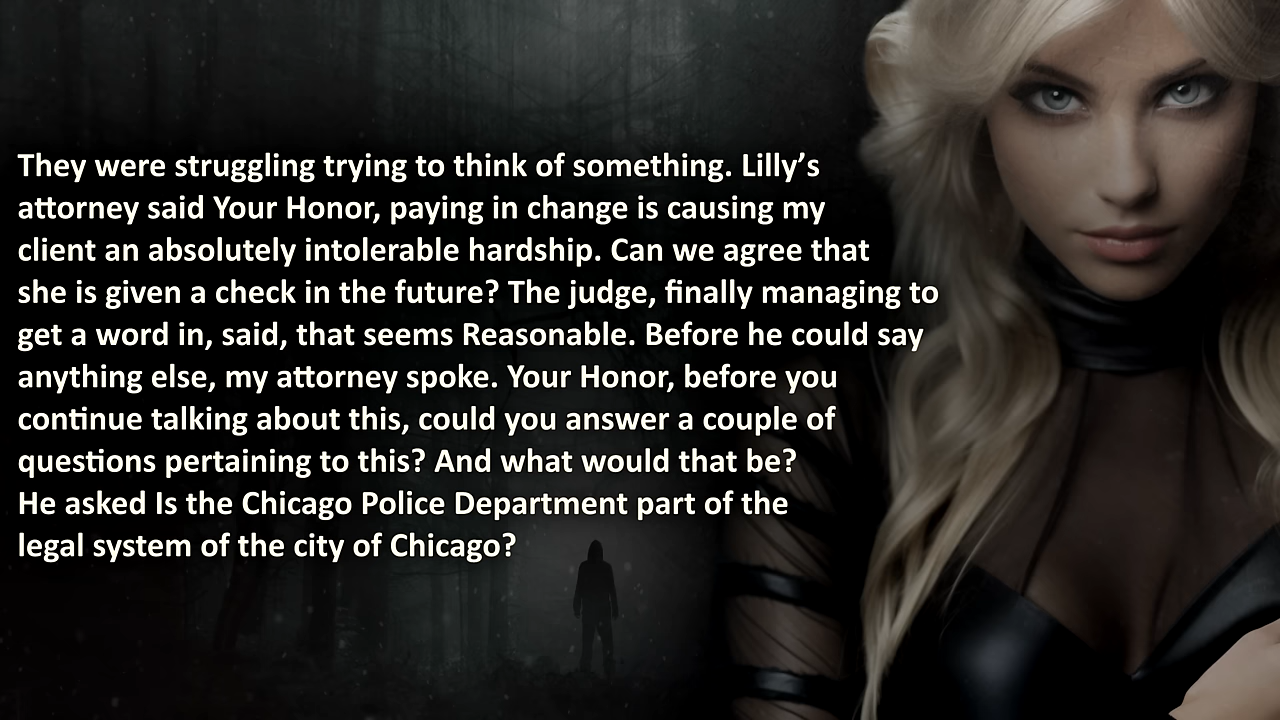 They were struggling trying to think of something. Lilly’s
attorney said Your Honor, paying in change is causing my
client an absolutely intolerable hardship. Can we agree that
she is given a check in the future? The judge, finally managing to
get a word in, said, that seems Reasonable. Before he could say
anything else, my attorney spoke. Your Honor, before you
continue talking about this, could you answer a couple of
questions pertaining to this? And what would that be?
He asked Is the Chicago Police Department part of the
legal system of the city of Chicago?